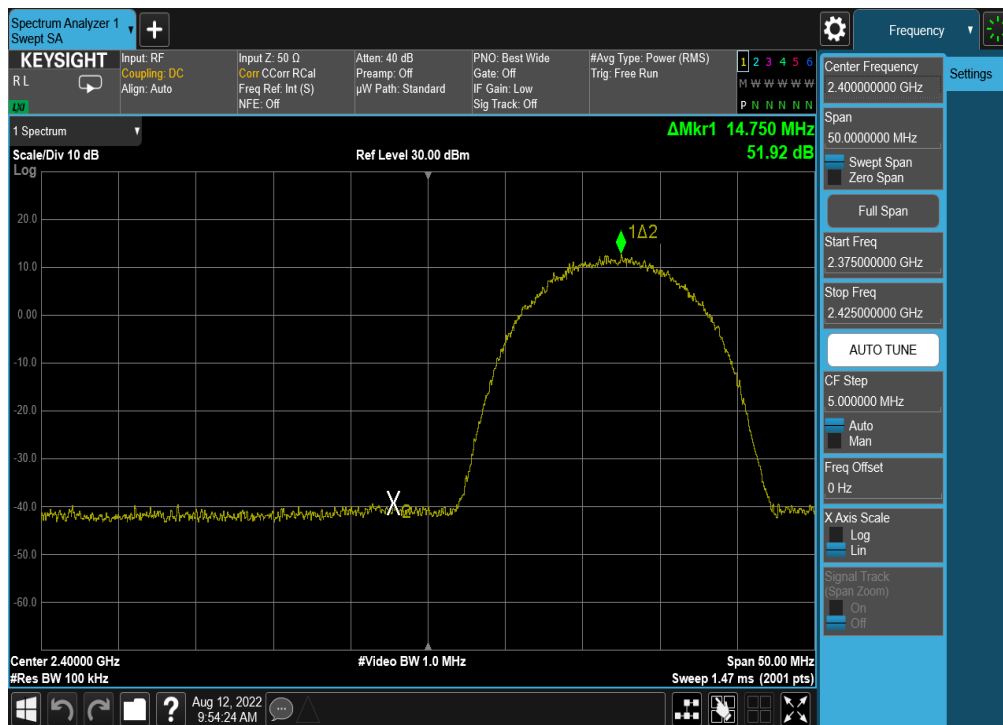 Spectrum Analyzer 1
Swept SA
Frequency
KEYSIGHT
R L
LXI
Input: RF
Coupling: DC
Align: Auto
Input Z: 50 Ω
Corr CCorr RCal
Freq Ref: Int (S)
NFE: Off
Atten: 40 dB
Preamp: Off
µW Path: Standard
PNO: Best Wide
Gate: Off
IF Gain: Low
Sig Track: Off
#Avg Type: Power (RMS)
Trig: Free Run
1 2 3 4 5 6
M W W W W W
P N N N N N
1 Spectrum
Scale/Div 10 dB
Log
Ref Level 30.00 dBm
ΔMkr1 14.750 MHz
51.92 dB
1Δ2
X2
20.0
10.0
0.00
-10.0
-20.0
-30.0
-40.0
-50.0
-60.0
Center 2.40000 GHz
#Res BW 100 kHz
#Video BW 1.0 MHz
Span 50.00 MHz
Sweep 1.47 ms (2001 pts)
Center Frequency
2.400000000 GHz
Settings
Span
50.0000000 MHz
Swept Span
Zero Span
Full Span
Start Freq
2.375000000 GHz
Stop Freq
2.425000000 GHz
AUTO TUNE
CF Step
5.000000 MHz
Auto
Man
Freq Offset
0 Hz
X Axis Scale
Log
Lin
Signal Track
(Span Zoom)
On
Off
?
Aug 12, 2022
9:54:24 AM